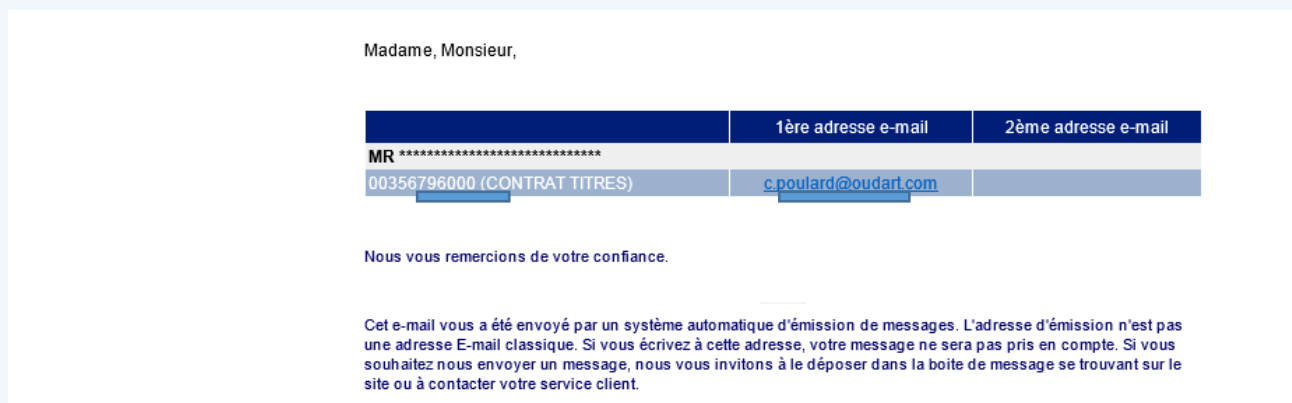 Madame, Monsieur,
1ère adresse e-mail 2ème adresse e-mail
MR *****************************
00356796000 (CONTRAT TITRES) c.poulard@oudart.com
Nous vous remercions de votre confiance.
Cet e-mail vous a été envoyé par un système automatique d'émission de messages. L'adresse d'émission n'est pas
une adresse E-mail classique. Si vous écrivez à cette adresse, votre message ne sera pas pris en compte. Si vous
souhaitez nous envoyer un message, nous vous invitons à le déposer dans la boite de message se trouvant sur le
site ou à contacter votre service client.